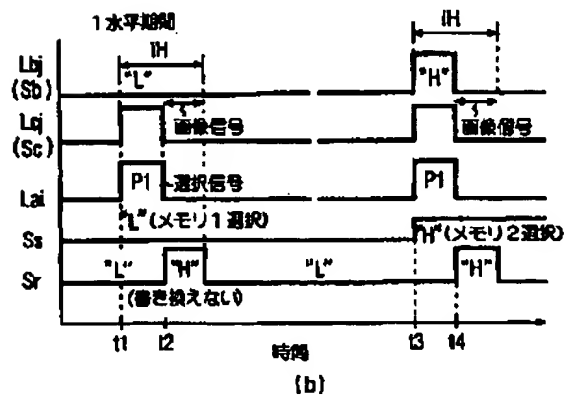 1水平期間
1H
1H
Lbj
(Sb)
"L"
"H"
Lcj
(Sc)
画像信号
画像信号
P1
選択信号
P1
Lai
"L"(メモリ1選択)
"H"(メモリ2選択)
Ss
"L"
"H"
"L"
"H"
Sr
(書き換えない)
t1
t2
t3
t4
時間
(b)